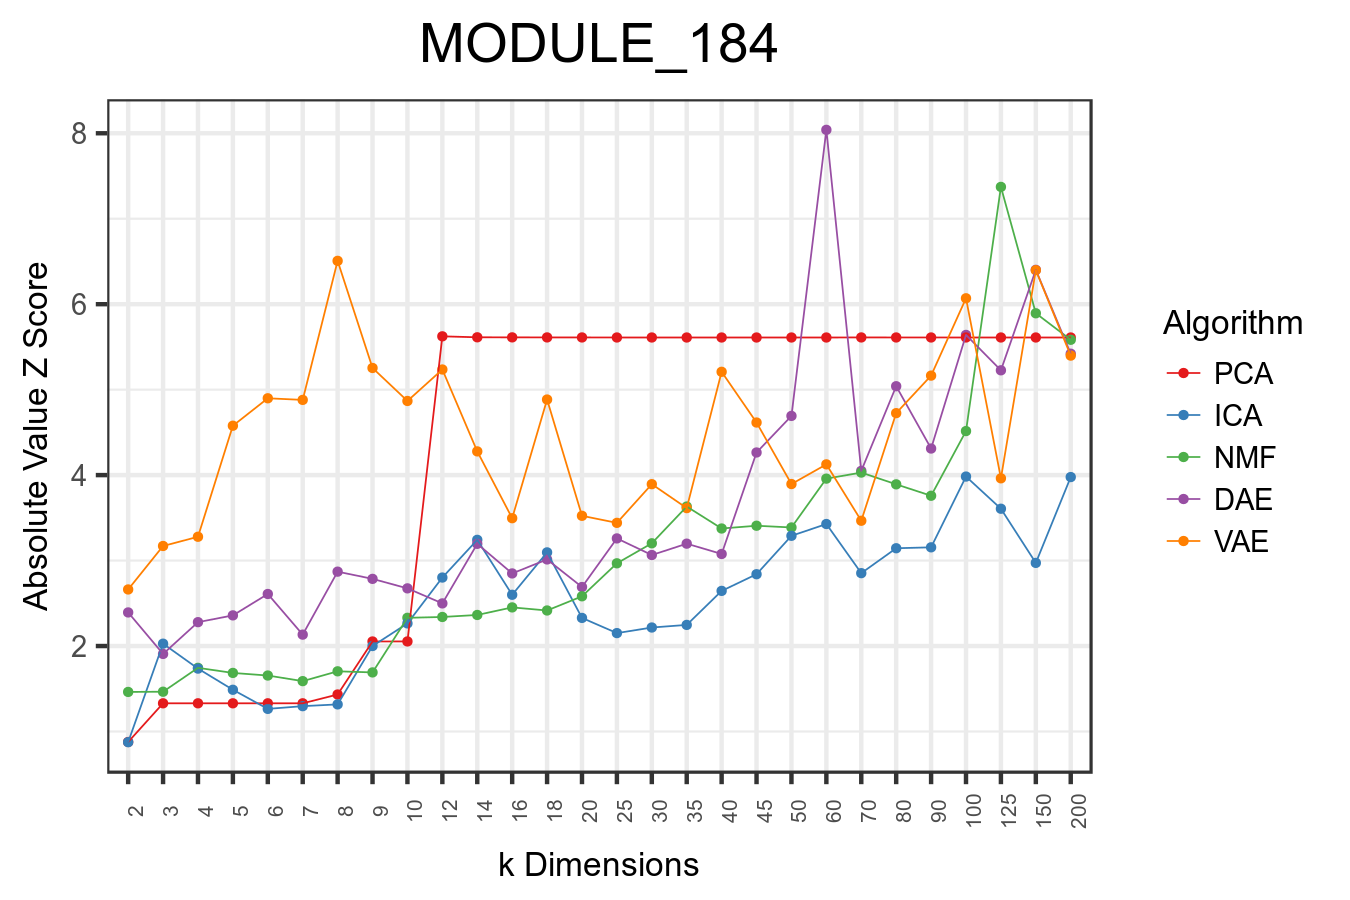 MODULE_184
Absolute Value Z Score
8
6
4
2
2 3 4 5 6 7 8 9 10 12 14 16 18 20 25 30 35 40 45 50 60 70 80 90 100 125 150 200
k Dimensions
Algorithm
PCA
ICA
NMF
DAE
VAE